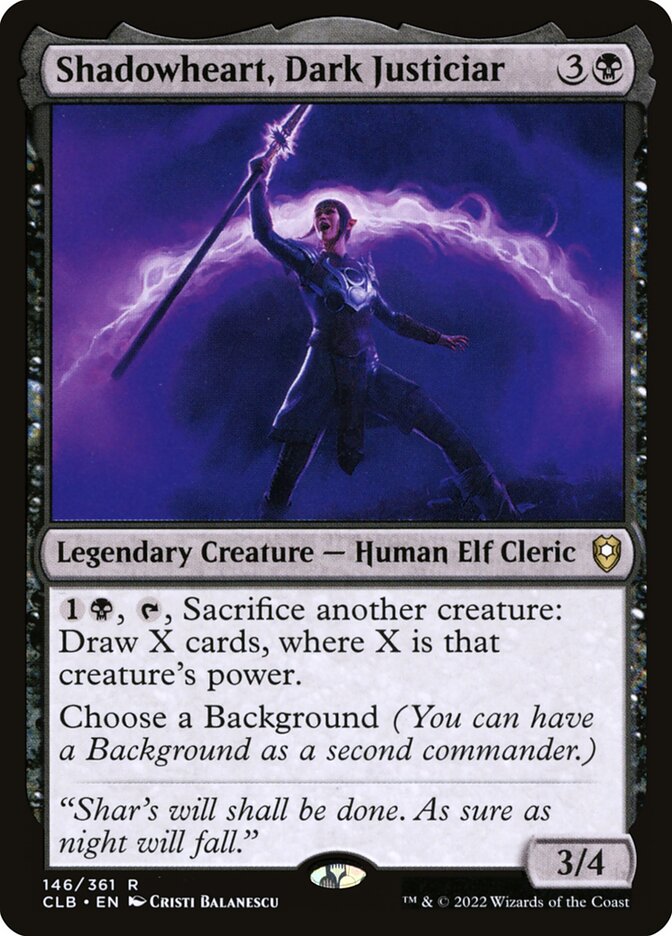 Shadowheart, Dark Justiciar 3
Legendary Creature — Human Elf Cleric
1, , Sacrifice another creature:
Draw X cards, where X is that
creature's power.
Choose a Background (You can have
a Background as a second commander.)
“Shar's will shall be done. As sure as
night will fall.”
3/4
146/361 R
CLB • EN Cristi Balanescu
™ & © 2022 Wizards of the Coast